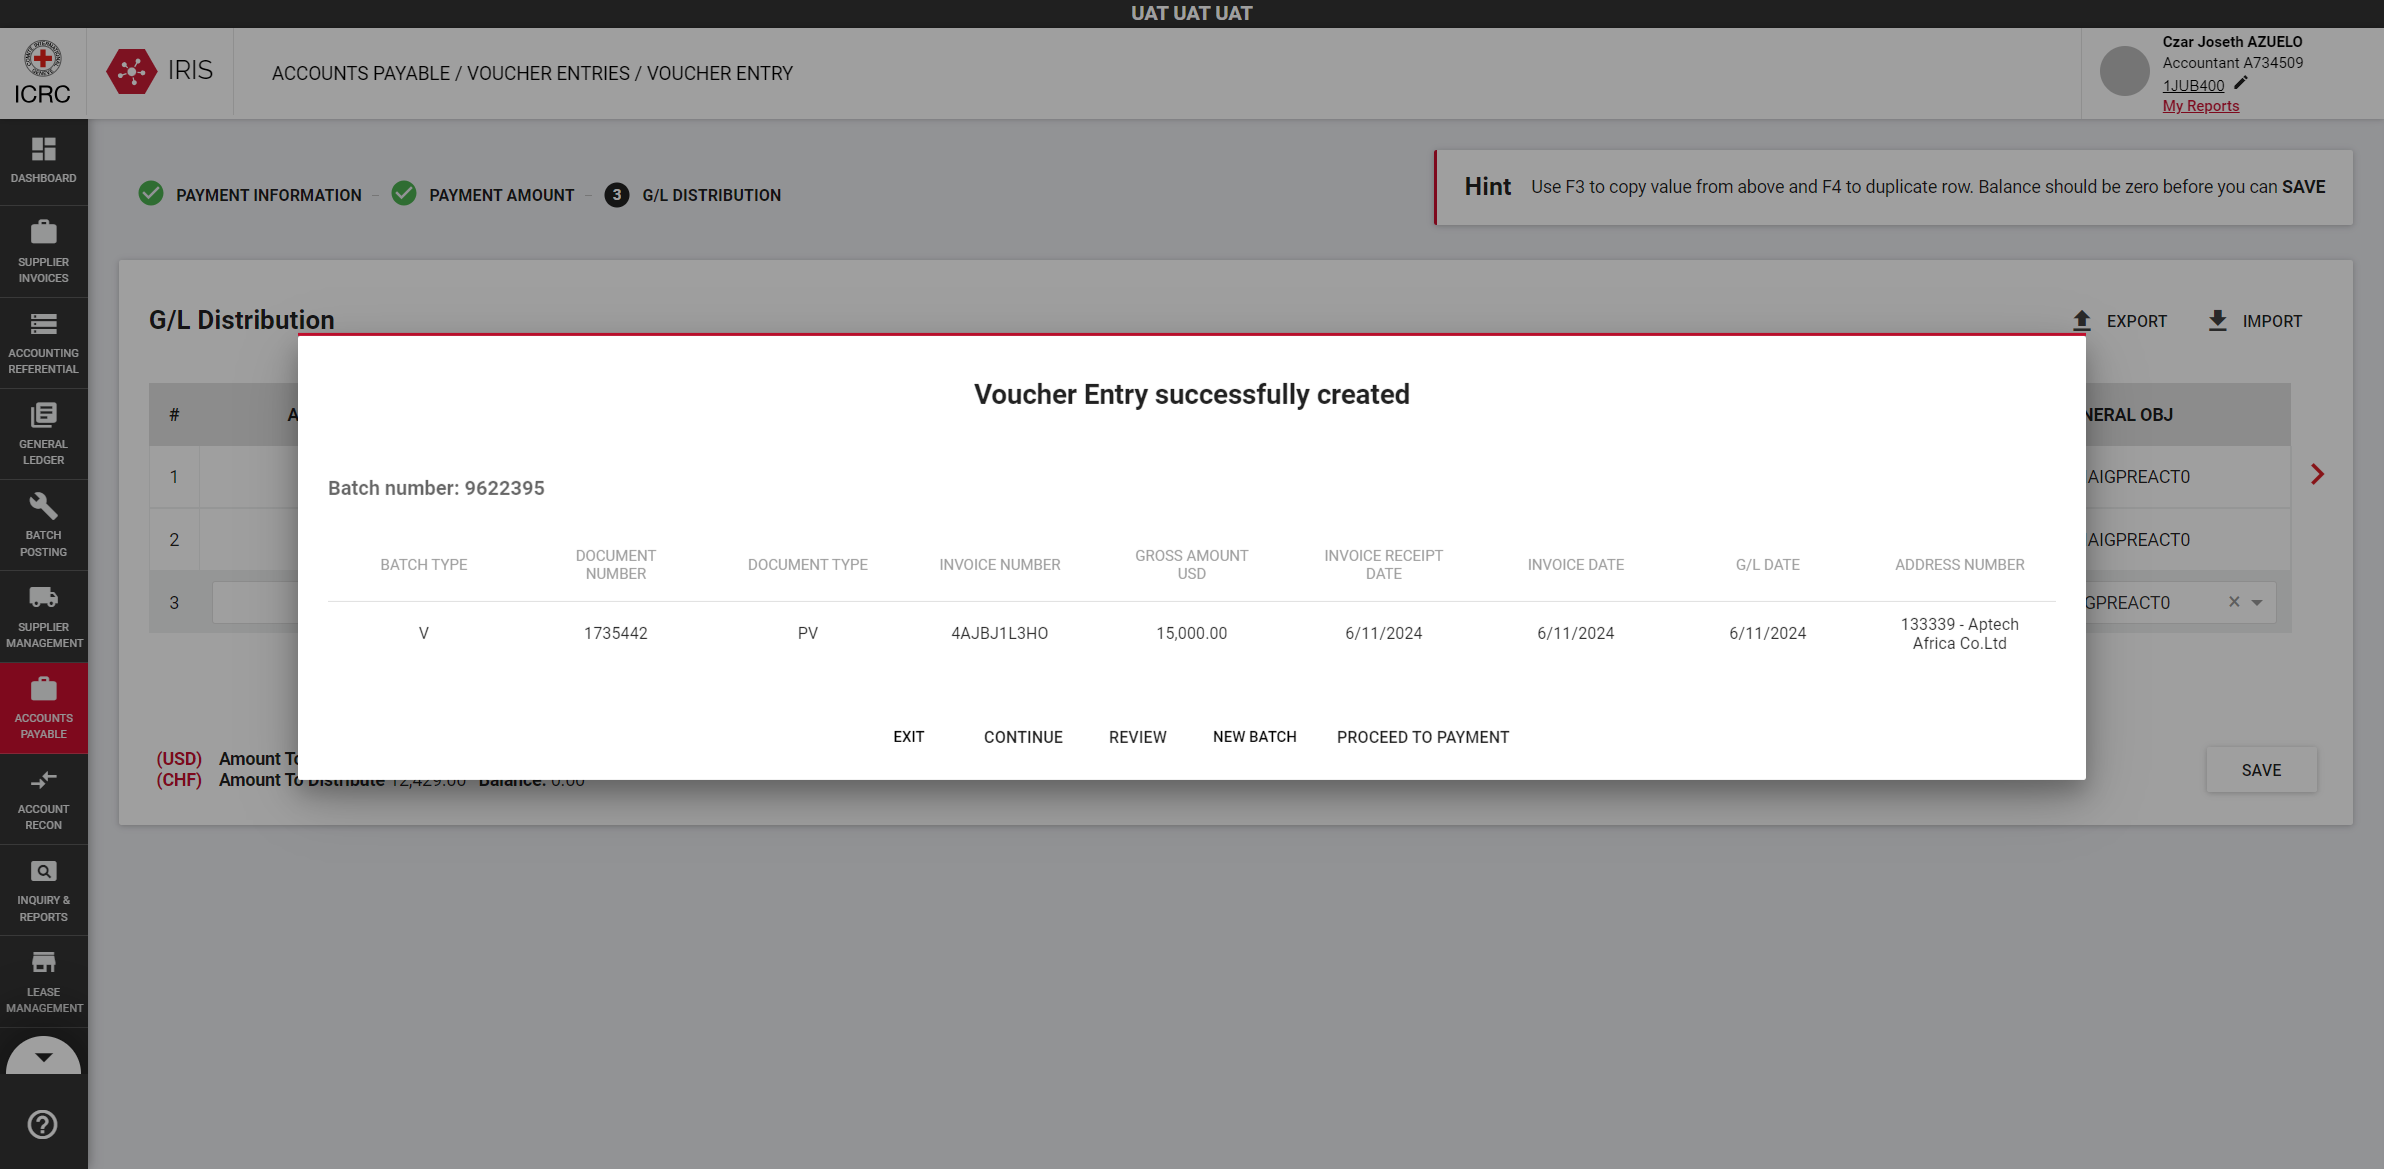 UAT UAT UAT
ICRC
IRIS
ACCOUNTS PAYABLE / VOUCHER ENTRIES / VOUCHER ENTRY
Czar Joseth AZUELO
Accountant A734509
1JUB400
My Reports
DASHBOARD
SUPPLIER
INVOICES
ACCOUNTING
REFERENTIAL
GENERAL
LEDGER
BATCH
POSTING
SUPPLIER
MANAGEMENT
ACCOUNTS
PAYABLE
ACCOUNT
RECON
INQUIRY &
REPORTS
LEASE
MANAGEMENT
PAYMENT INFORMATION – PAYMENT AMOUNT – 3 G/L DISTRIBUTION
Hint Use F3 to copy value from above and F4 to duplicate row. Balance should be zero before you can SAVE
G/L Distribution
EXPORT IMPORT
# A NERAL OBJ
1 AIGPREACT0
2 AIGPREACT0
3 GPREACT0
Voucher Entry successfully created
Batch number: 9622395
BATCH TYPE DOCUMENT NUMBER DOCUMENT TYPE INVOICE NUMBER GROSS AMOUNT USD INVOICE RECEIPT DATE INVOICE DATE G/L DATE ADDRESS NUMBER
V 1735442 PV 4AJBJ1L3HO 15,000.00 6/11/2024 6/11/2024 6/11/2024 133339 - Aptech Africa Co.Ltd
EXIT CONTINUE REVIEW NEW BATCH PROCEED TO PAYMENT
(USD) Amount To
(CHF) Amount To Distribute 12,429.00 Balance: 0.00
SAVE